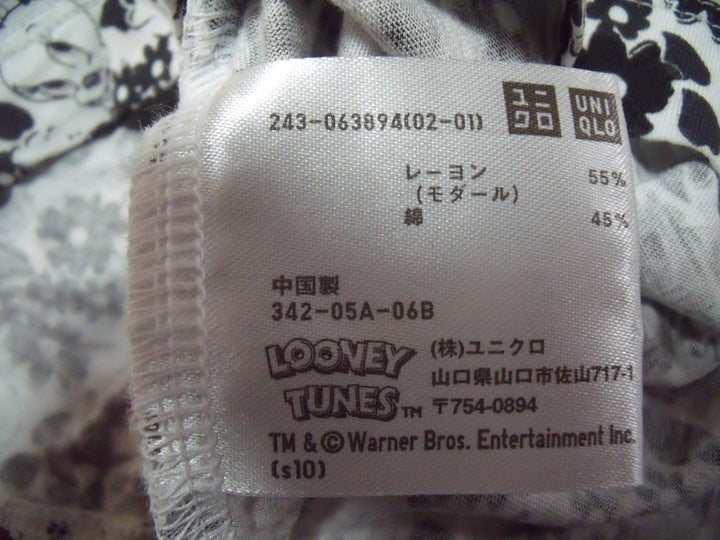 243-063894(02-01) ユニクロ UNIQLO
レーヨン 55%
(モダール)
綿 45%
中国製
342-05A-06B
LOONEY TUNES™
(株)ユニクロ
山口県山口市佐山717-1
〒754-0894
TM & © Warner Bros. Entertainment Inc.
(s10)